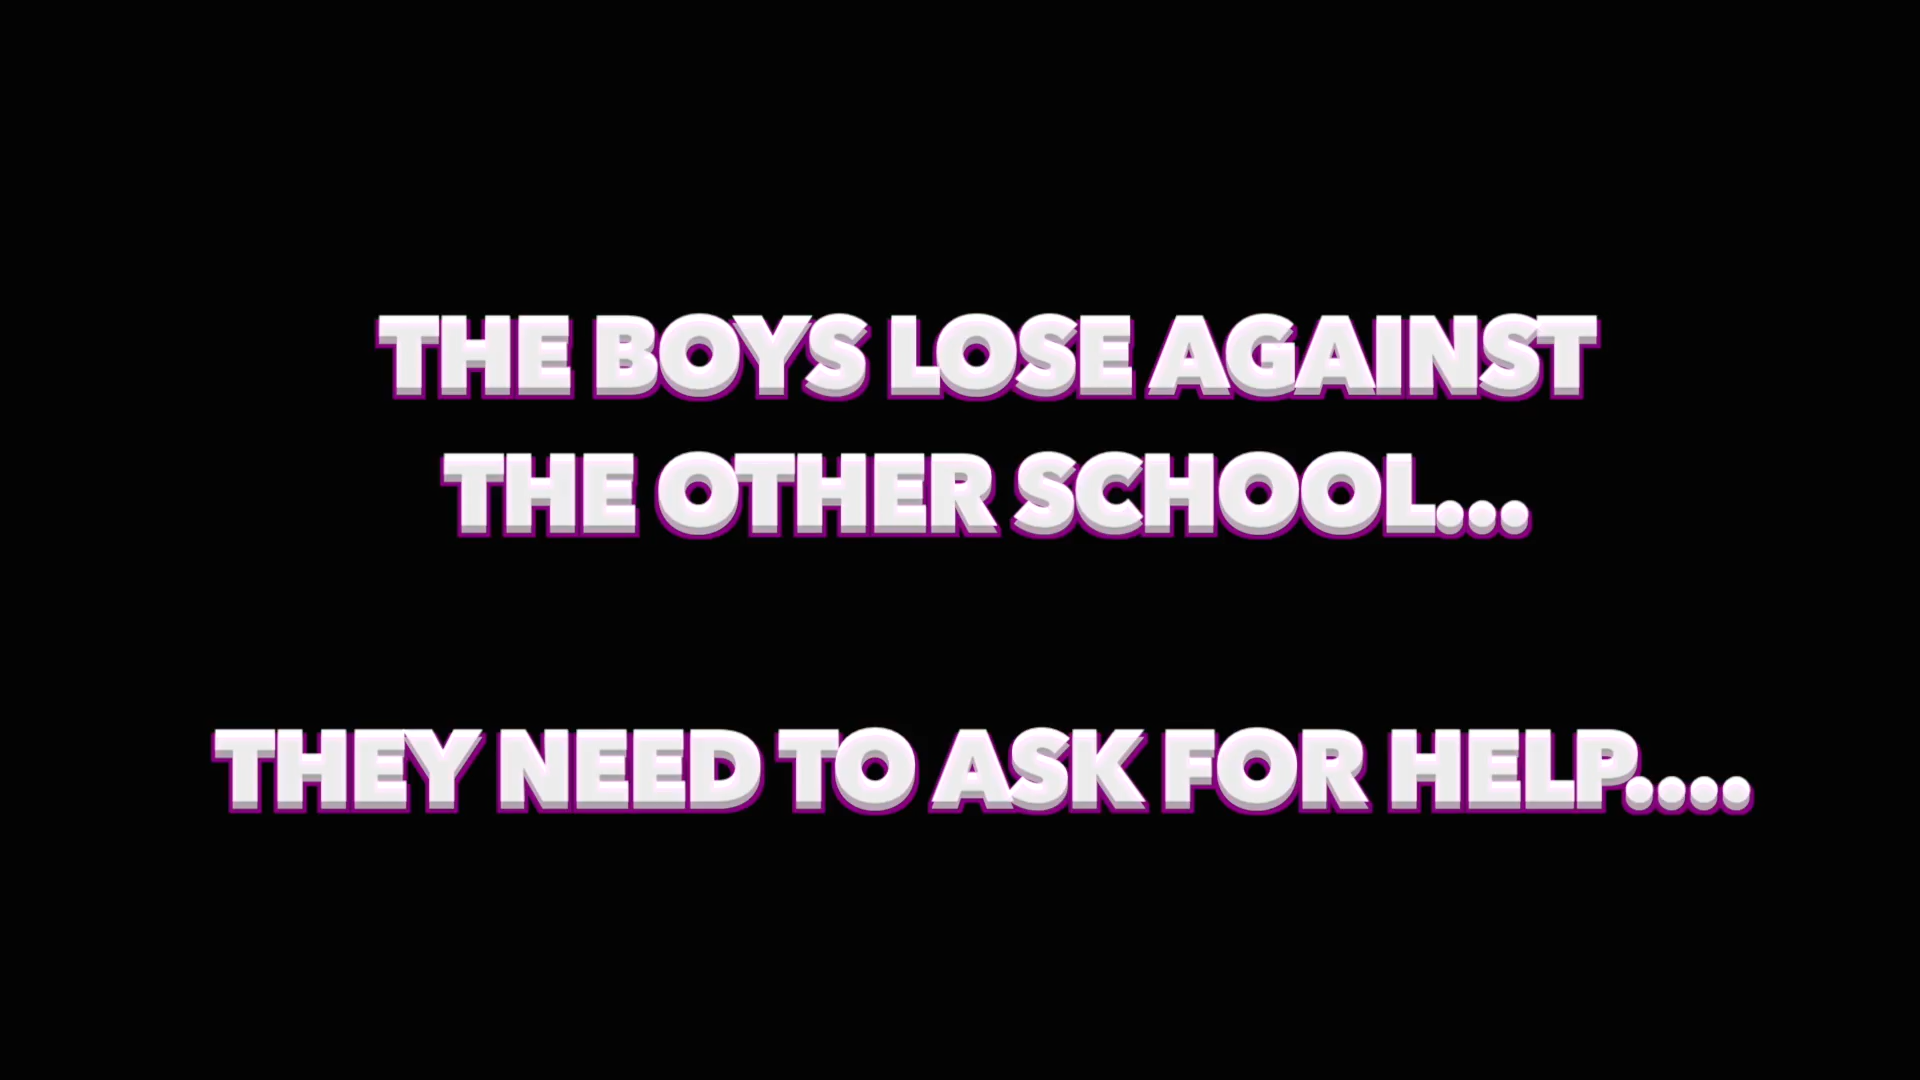 THE BOYS LOSE AGAINST
THE OTHER SCHOOL...
THEY NEED TO ASK FOR HELP....